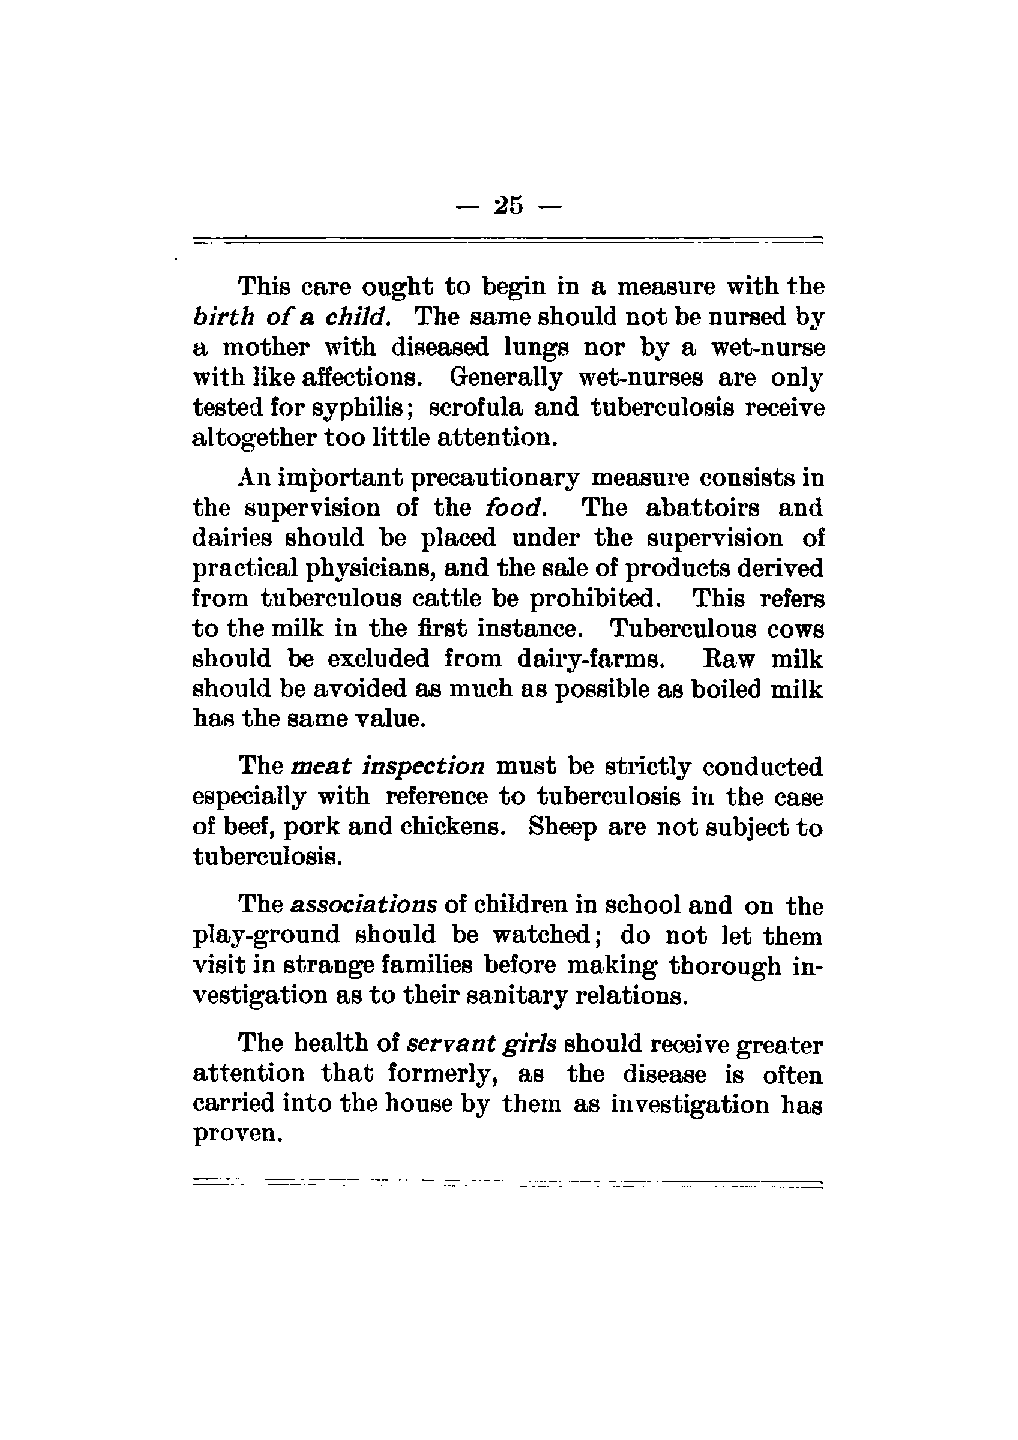 — 25 —
This care ought to begin in a measure with the
birth of a child. The same should not be nursed by
a mother with diseased lungs nor by a wet-nurse
with like affections. Generally wet-nurses are only
tested for syphilis; scrofula and tuberculosis receive
altogether too little attention.
An important precautionary measure consists in
the supervision of the food. The abattoirs and
dairies should be placed under the supervision of
practical physicians, and the sale of products derived
from tuberculous cattle be prohibited. This refers
to the milk in the first instance. Tuberculous cows
should be excluded from dairy-farms. Raw milk
should be avoided as much as possible as boiled milk
has the same value.
The meat inspection must be strictly conducted
especially with reference to tuberculosis in the case
of beef, pork and chickens. Sheep are not subject to
tuberculosis.
The associations of children in school and on the
play-ground should be watched; do not let them
visit in strange families before making thorough in-
vestigation as to their sanitary relations.
The health of servant girls should receive greater
attention that formerly, as the disease is often
carried into the house by them as investigation has
proven.